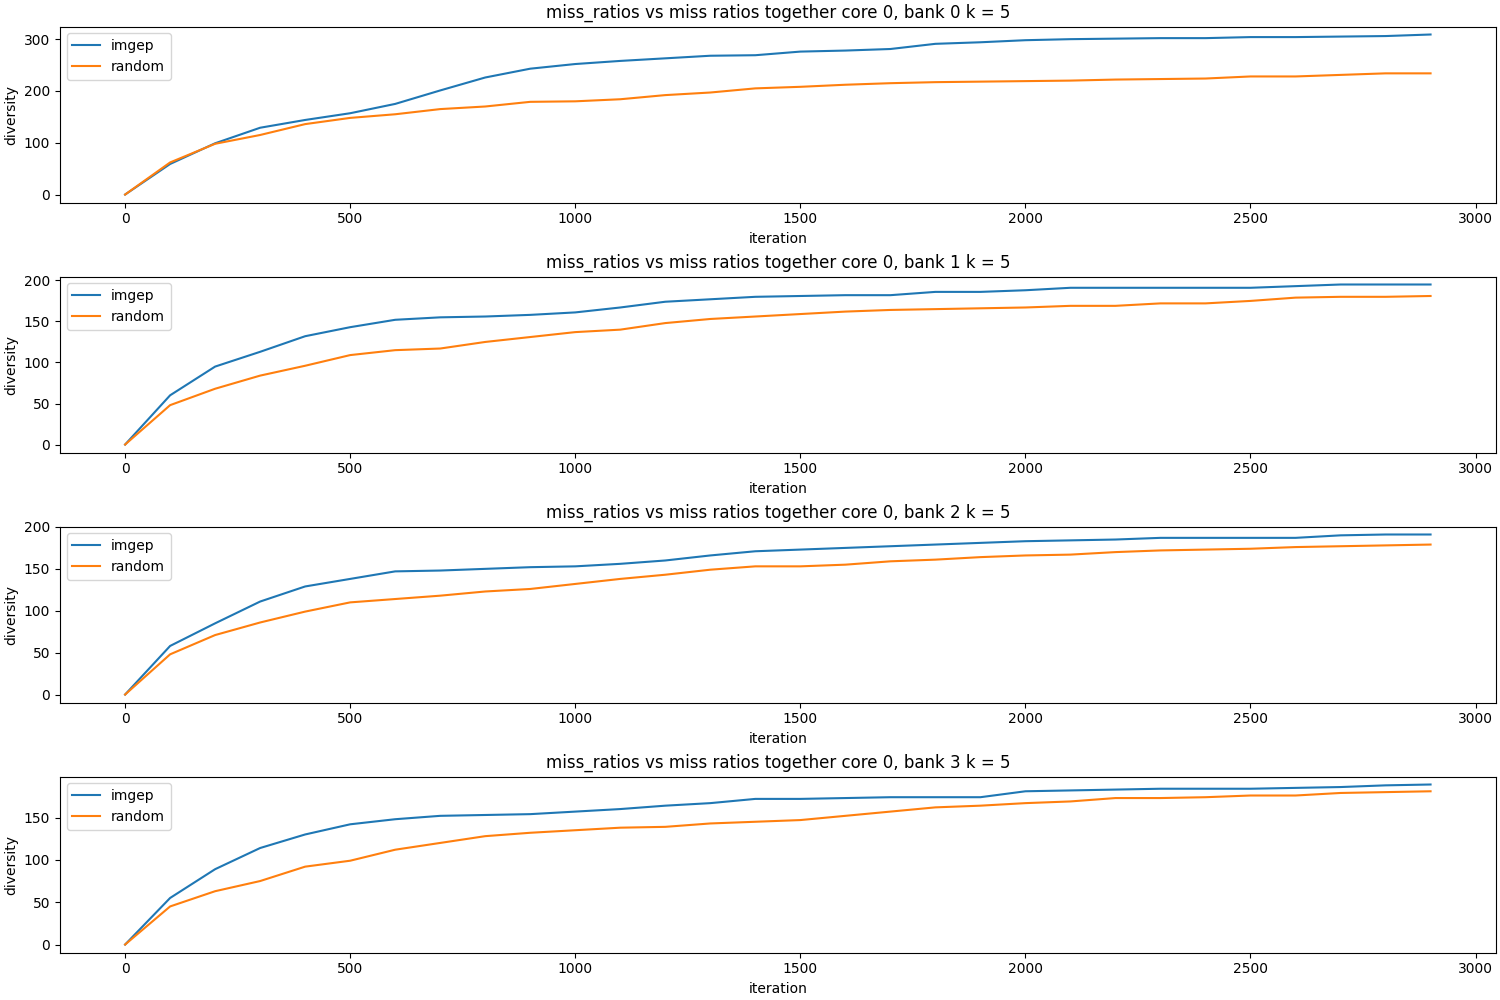 miss_ratios vs miss ratios together core 0, bank 0 k = 5
imgep
random
diversity
300
200
100
0
0 500 1000 1500 2000 2500 3000
iteration
miss_ratios vs miss ratios together core 0, bank 1 k = 5
imgep
random
diversity
200
150
100
50
0
0 500 1000 1500 2000 2500 3000
iteration
miss_ratios vs miss ratios together core 0, bank 2 k = 5
imgep
random
diversity
200
150
100
50
0
0 500 1000 1500 2000 2500 3000
iteration
miss_ratios vs miss ratios together core 0, bank 3 k = 5
imgep
random
diversity
150
100
50
0
0 500 1000 1500 2000 2500 3000
iteration